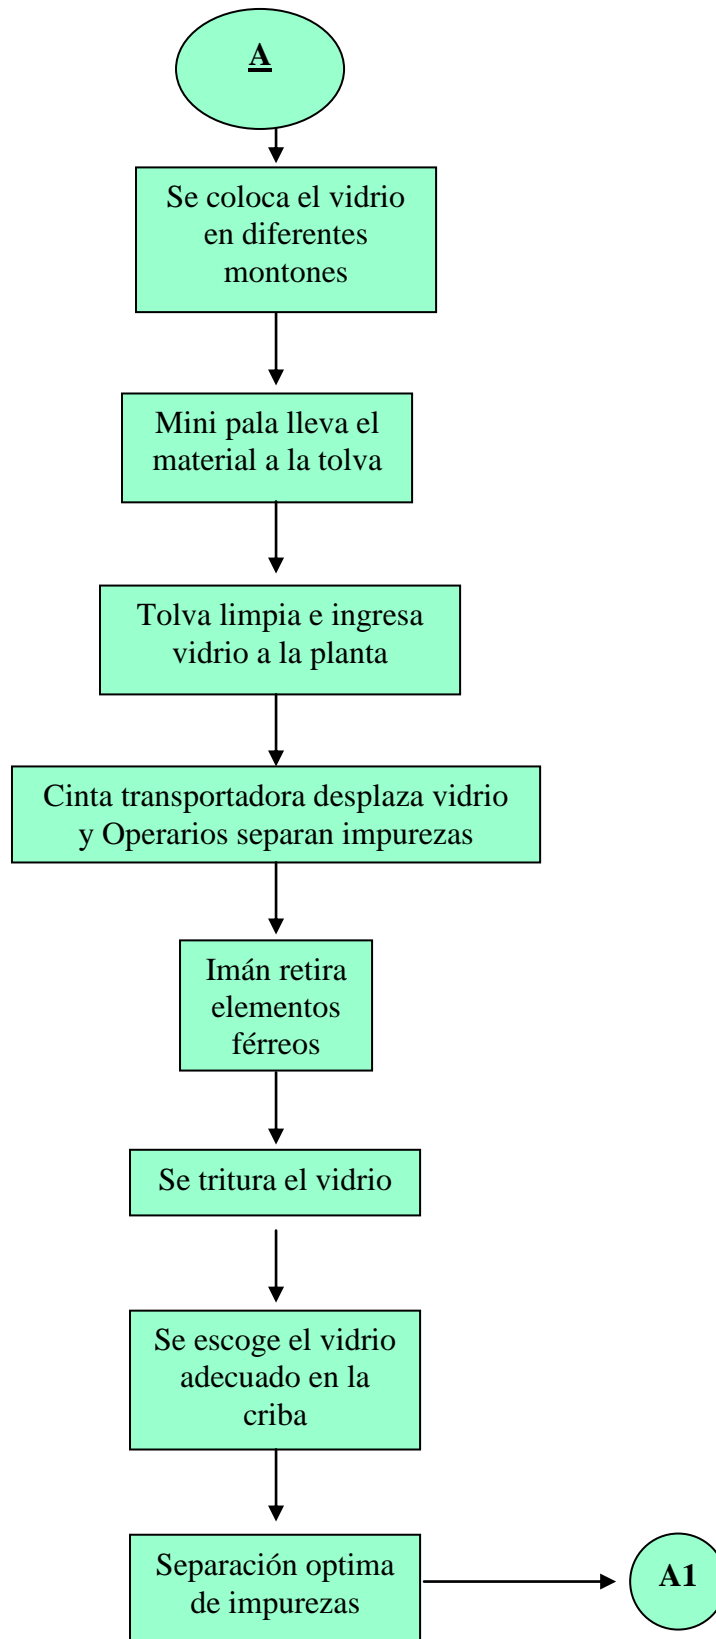 A
Se coloca el vidrio
en diferentes
montones
Mini pala lleva el
material a la tolva
Tolva limpia e ingresa
vidrio a la planta
Cinta transportadora desplaza vidrio
y Operarios separan impurezas
Imán retira
elementos
férreos
Se tritura el vidrio
Se escoge el vidrio
adecuado en la
criba
Separación optima
de impurezas
A1